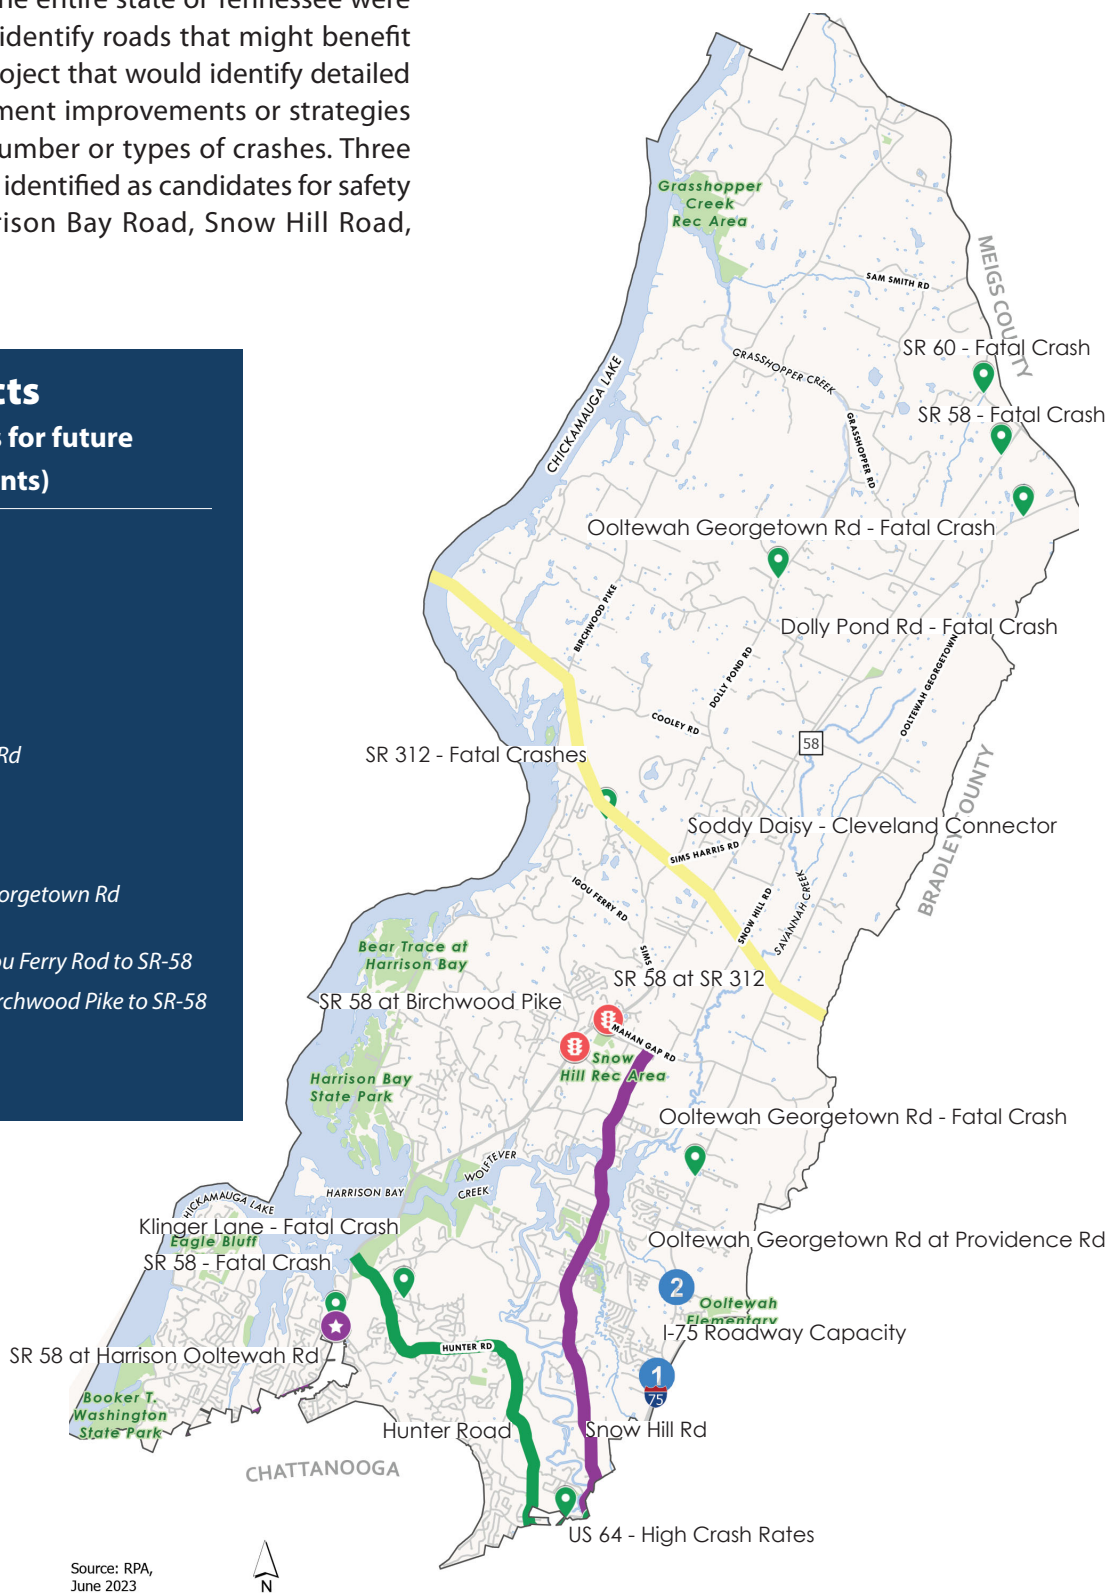 he entire state of Tennessee were
identify roads that might benefit
oject that would identify detailed
ment improvements or strategies
umber or types of crashes. Three
identified as candidates for safety
rison Bay Road, Snow Hill Road,
cts
s for future
nts)
Rd
orgetown Rd
ou Ferry Rod to SR-58
rchwood Pike to SR-58
Grasshopper
Creek
Rec Area
MEIGS COUNTY
SAM SMITH RD
SR 60 - Fatal Crash
GRASSHOPPER CREEK
CHICKAMAUGA LAKE
SR 58 - Fatal Crash
GRASSHOPPER RD
Ooltewah Georgetown Rd - Fatal Crash
BIRCHWOOD PIKE
Dolly Pond Rd - Fatal Crash
DOLLY POND RD
OOLTEWAH GEORGETOWN
COOLEY RD
58
SR 312 - Fatal Crashes
BRADLEY COUNTY
Soddy Daisy - Cleveland Connector
SIMS HARRIS RD
IGOU FERRY RD
SNOW HILL RD
SAVANNAH CREEK
Bear Trace at
Harrison Bay
SIMS
SR 58 at SR 312
SR 58 at Birchwood Pike
MAHAN GAP RD
Snow
Hill Rec Area
Harrison Bay
State Park
Ooltewah Georgetown Rd - Fatal Crash
WOLFTEVER
CREEK
HARRISON BAY
HICKAMAUGA LAKE
Klinger Lane - Fatal Crash
Eagle Bluff
Ooltewah Georgetown Rd at Providence Rd
SR 58 - Fatal Crash
2
Ooltewah
Elementary
I-75 Roadway Capacity
HUNTER RD
SR 58 at Harrison Ooltewah Rd
1
75
Booker T.
Washington
State Park
Hunter Road
Snow Hill Rd
CHATTANOOGA
US 64 - High Crash Rates
Source: RPA,
June 2023
N